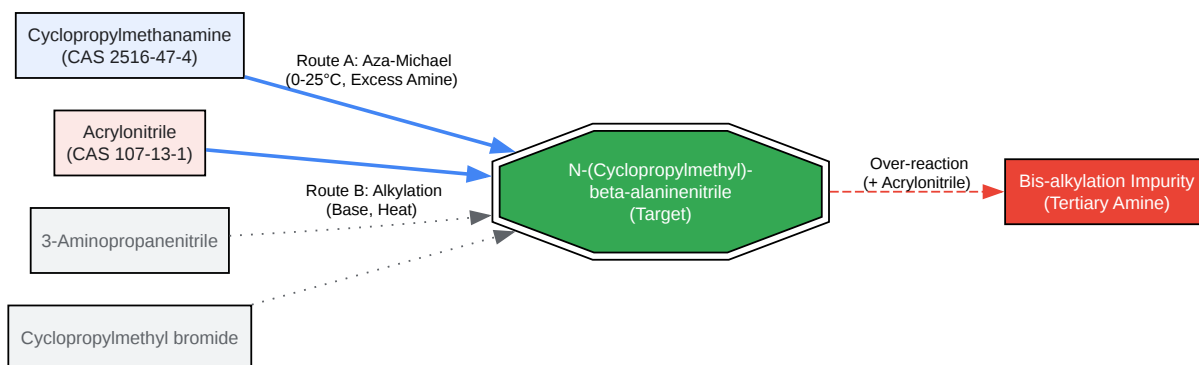 Cyclopropylmethanamine
(CAS 2516-47-4)
Route A: Aza-Michael
(0-25°C, Excess Amine)
Acrylonitrile
(CAS 107-13-1)
N-(Cyclopropylmethyl)-
beta-alaninenitrile
(Target)
Over-reaction
(+ Acrylonitrile)
Bis-alkylation Impurity
(Tertiary Amine)
Route B: Alkylation
(Base, Heat)
3-Aminopropanenitrile
Cyclopropylmethyl bromide